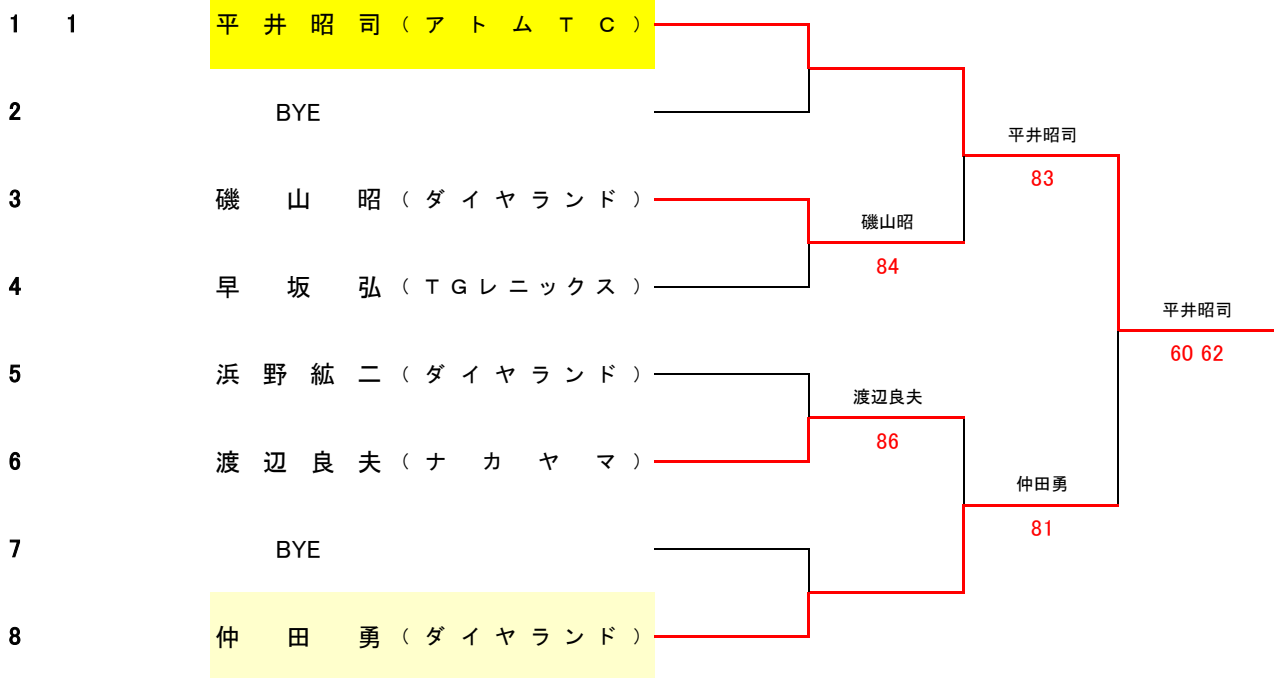 1 1 平井昭司（アトムＴＣ）
2 BYE
平井昭司
83
3 磯山昭（ダイヤランド）
磯山昭
84
4 早坂弘（ＴＧレニックス）
平井昭司
60 62
5 浜野紘二（ダイヤランド）
渡辺良夫
86
6 渡辺良夫（ナカヤマ）
仲田勇
81
7 BYE
8 仲田勇（ダイヤランド）